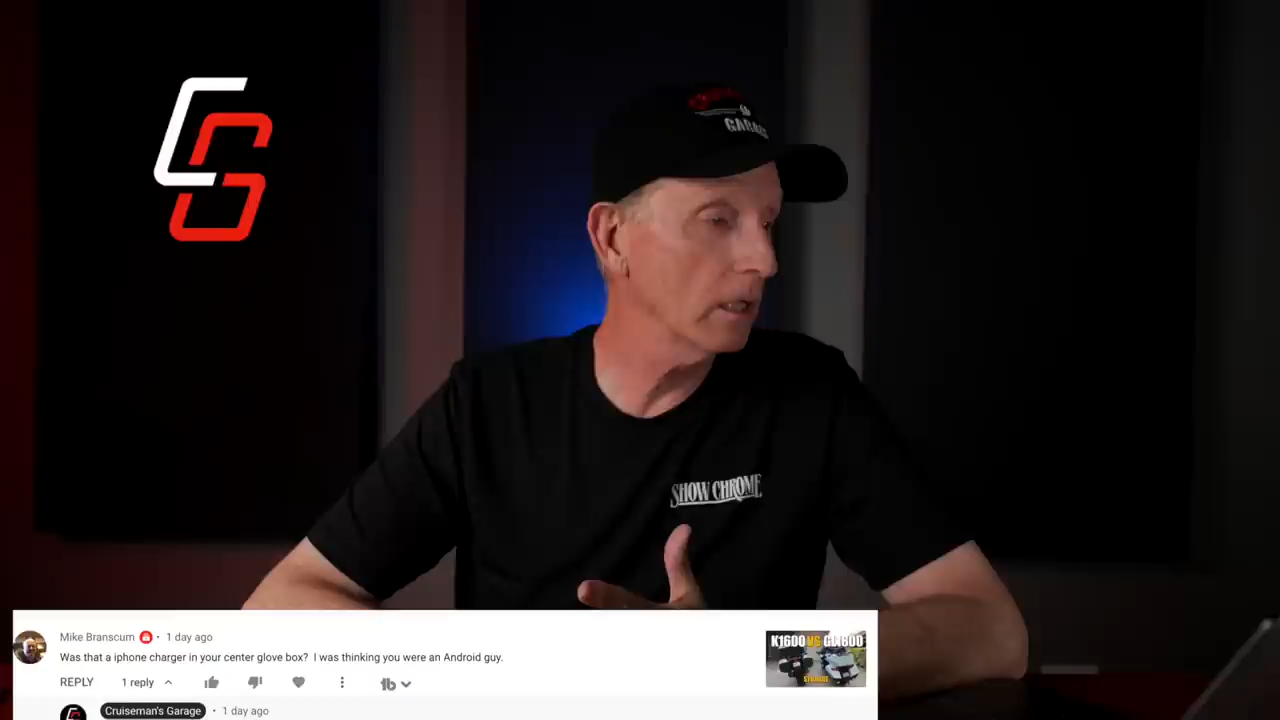 GARAGE
SHOW CHROME
Mike Branscum · 1 day ago
Was that a iphone charger in your center glove box? I was thinking you were an Android guy.
REPLY 1 reply
K1600 VS GL1800
STORAGE
Cruiseman's Garage · 1 day ago